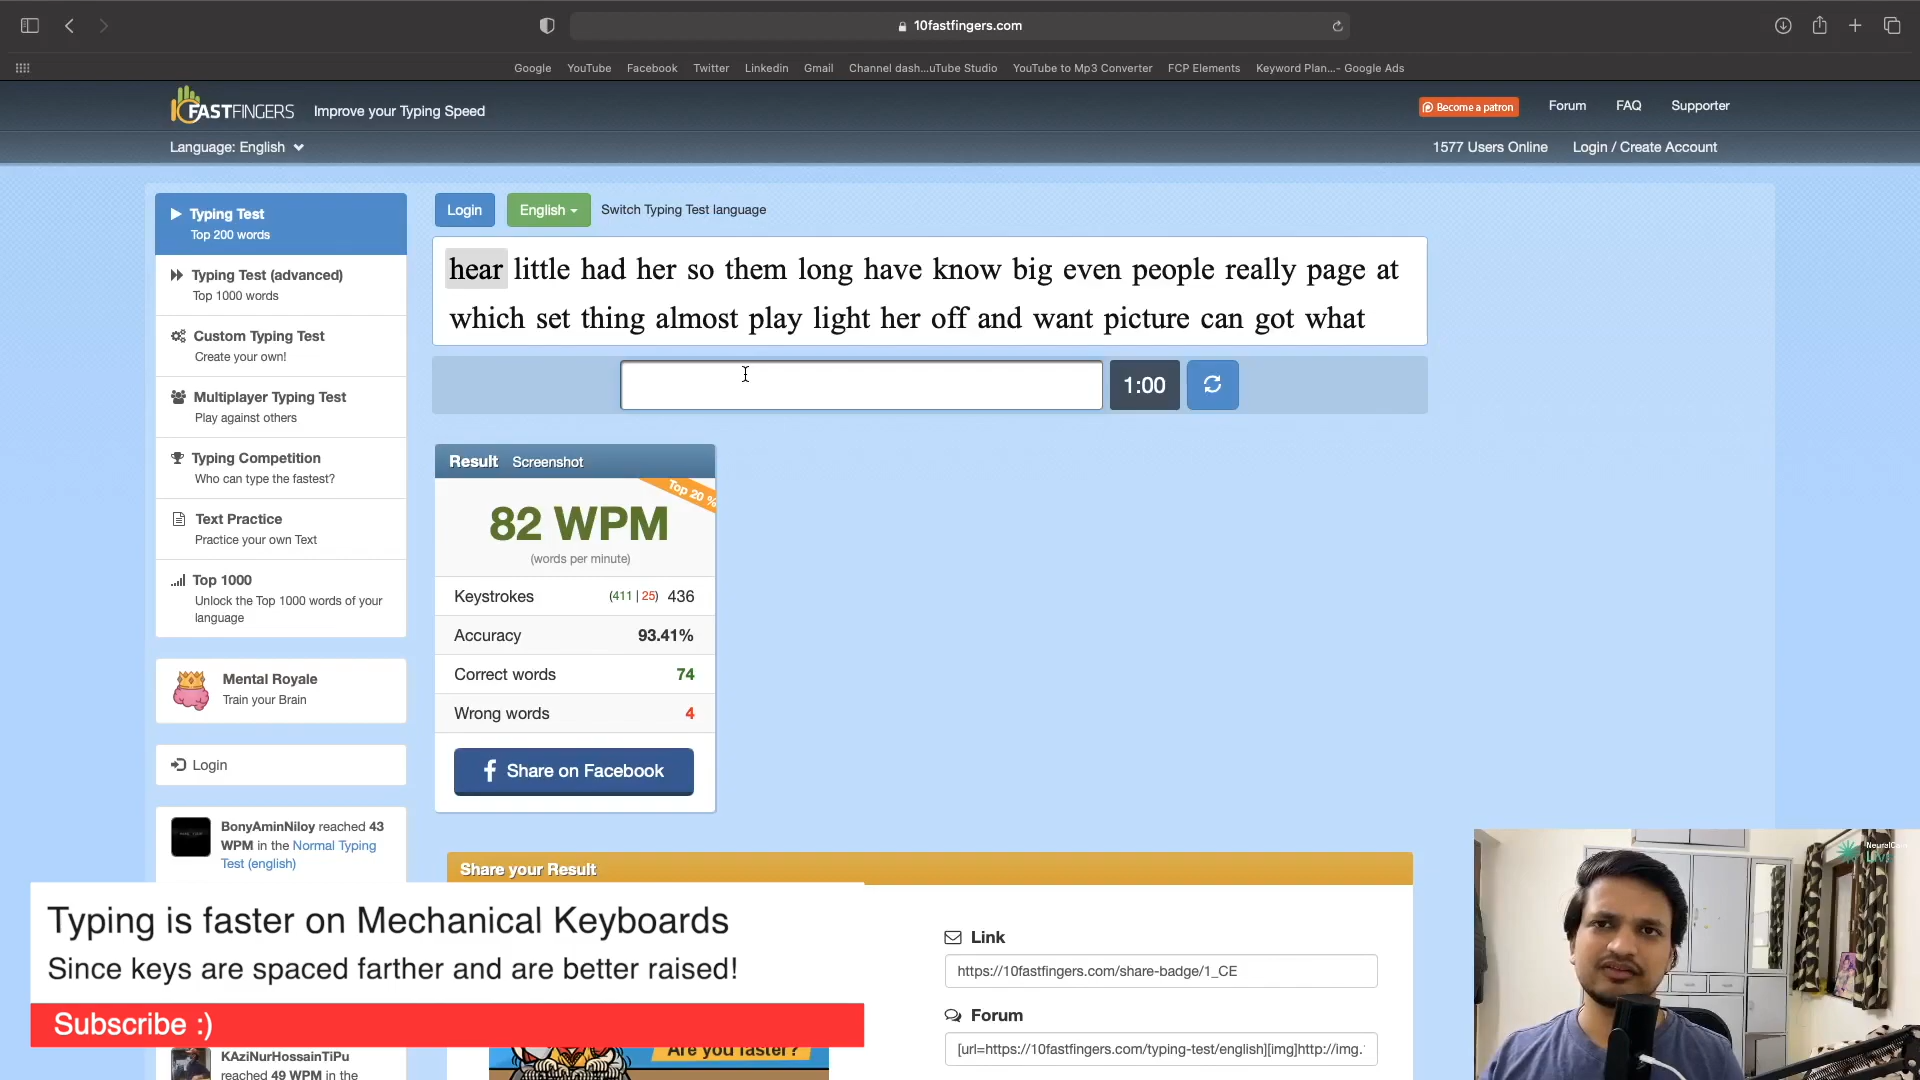 10fastfingers.com
Google YouTube Facebook Twitter Linkedin Gmail Channel dash...uTube Studio YouTube to Mp3 Converter FCP Elements Keyword Plan...- Google Ads
10FASTFINGERS Improve your Typing Speed
Become a patron Forum FAQ Supporter
Language: English
1577 Users Online Login / Create Account
Typing Test
Top 200 words
Typing Test (advanced)
Top 1000 words
Custom Typing Test
Create your own!
Multiplayer Typing Test
Play against others
Typing Competition
Who can type the fastest?
Text Practice
Practice your own Text
Top 1000
Unlock the Top 1000 words of your
language
Mental Royale
Train your Brain
Login
BonyAminNiloy reached 43
WPM in the Normal Typing
Test (english)
Login English Switch Typing Test language
hear little had her so them long have know big even people really page at
which set thing almost play light her off and want picture can got what
1:00
Result Screenshot
Top 20 %
82 WPM
(words per minute)
Keystrokes (411 | 25) 436
Accuracy 93.41%
Correct words 74
Wrong words 4
Share on Facebook
Share your Result
Link
https://10fastfingers.com/share-badge/1_CE
Forum
[url=https://10fastfingers.com/typing-test/english][img]http://img.
Typing is faster on Mechanical Keyboards
Since keys are spaced farther and are better raised!
Subscribe :)
KAziNurHossainTiPu
reached 49 WPM in the
Are you faster?